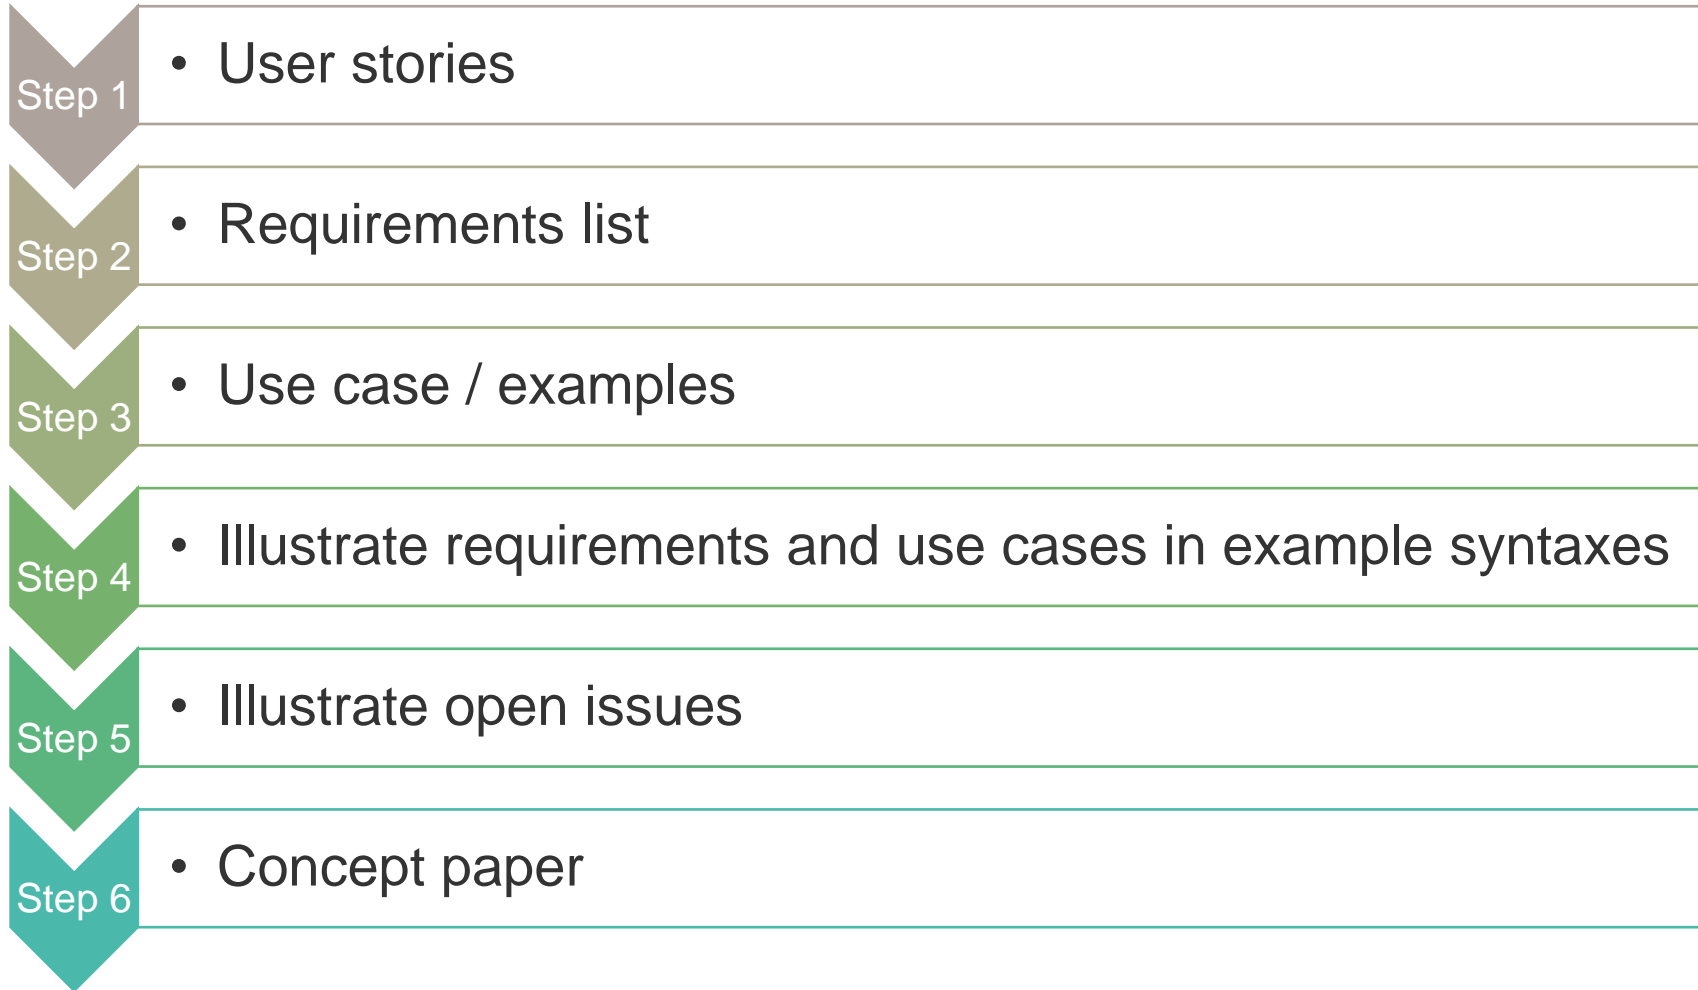 Step 1
• User stories
Step 2
• Requirements list
Step 3
• Use case / examples
Step 4
• Illustrate requirements and use cases in example syntaxes
Step 5
• Illustrate open issues
Step 6
• Concept paper